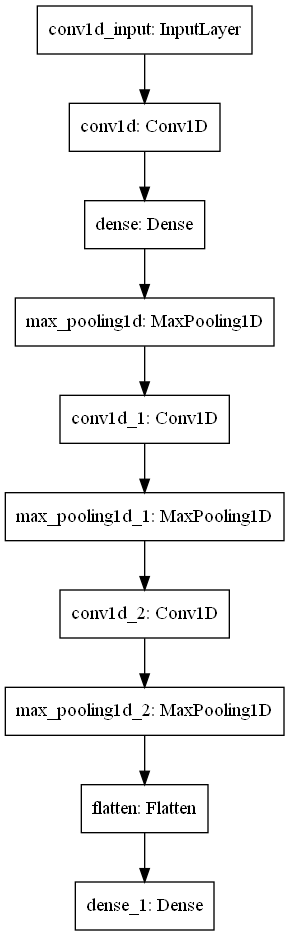 conv1d_input: InputLayer
conv1d: Conv1D
dense: Dense
max_pooling1d: MaxPooling1D
conv1d_1: Conv1D
max_pooling1d_1: MaxPooling1D
conv1d_2: Conv1D
max_pooling1d_2: MaxPooling1D
flatten: Flatten
dense_1: Dense